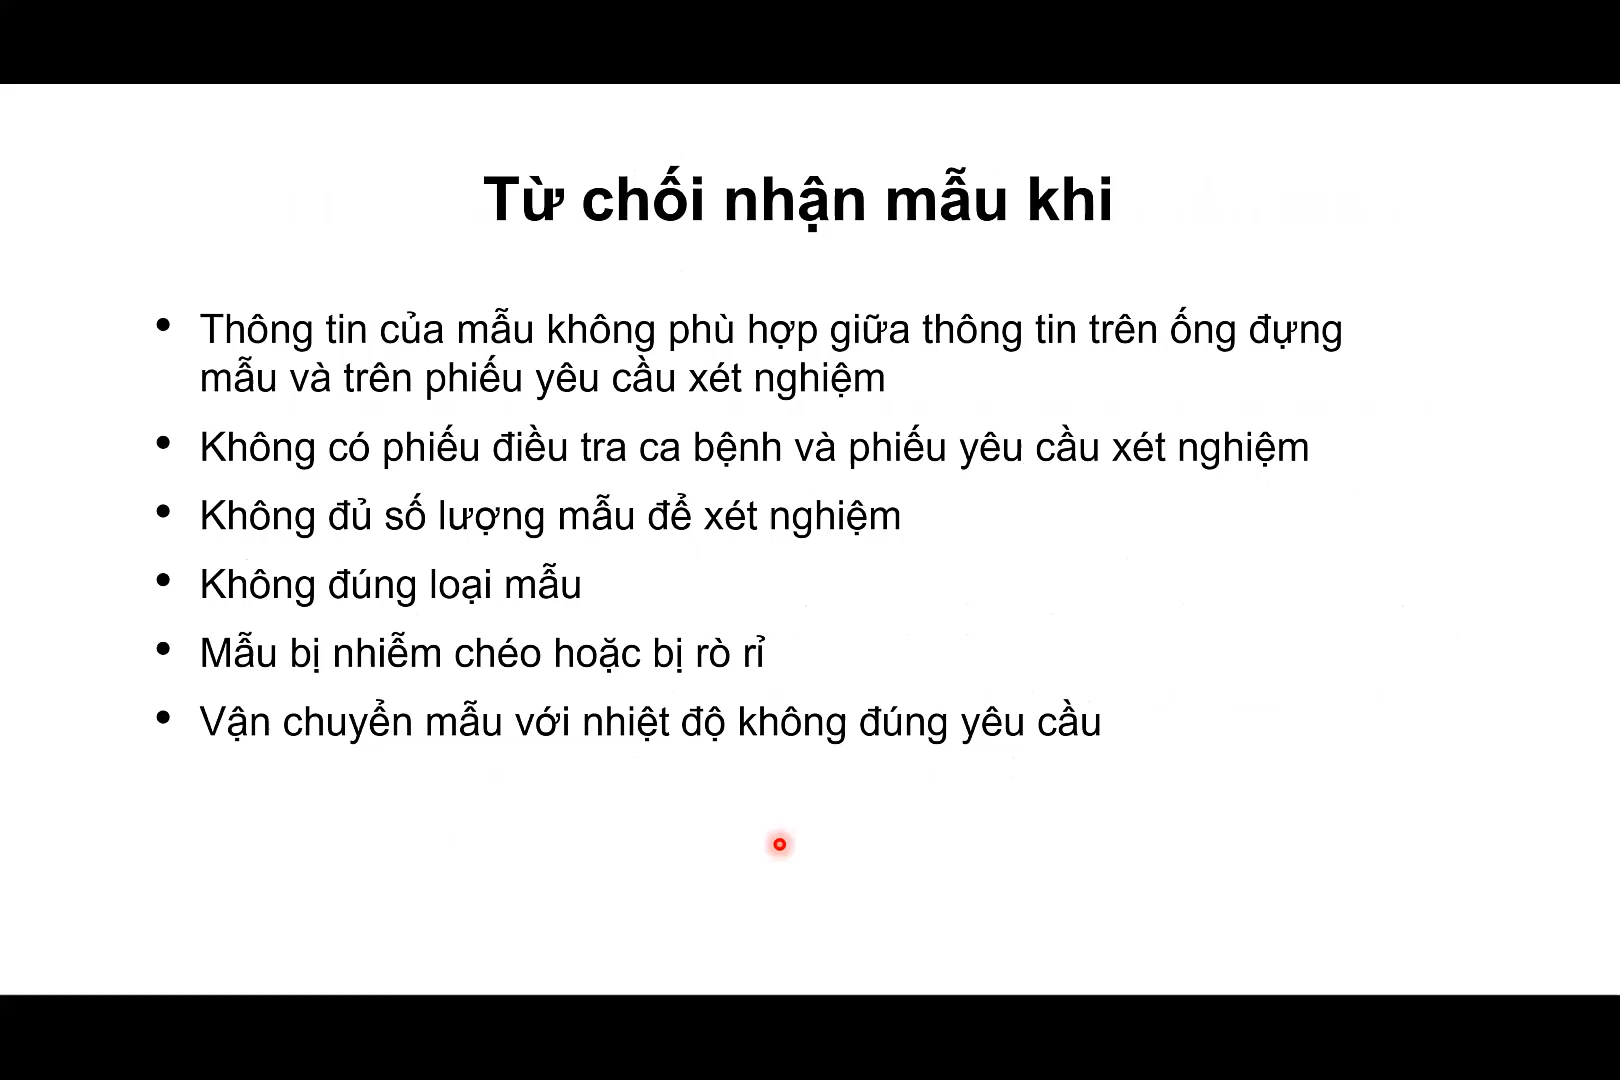 Từ chối nhận mẫu khi
• Thông tin của mẫu không phù hợp giữa thông tin trên ống đựng
mẫu và trên phiếu yêu cầu xét nghiệm
• Không có phiếu điều tra ca bệnh và phiếu yêu cầu xét nghiệm
• Không đủ số lượng mẫu để xét nghiệm
• Không đúng loại mẫu
• Mẫu bị nhiễm chéo hoặc bị rò rỉ
• Vận chuyển mẫu với nhiệt độ không đúng yêu cầu